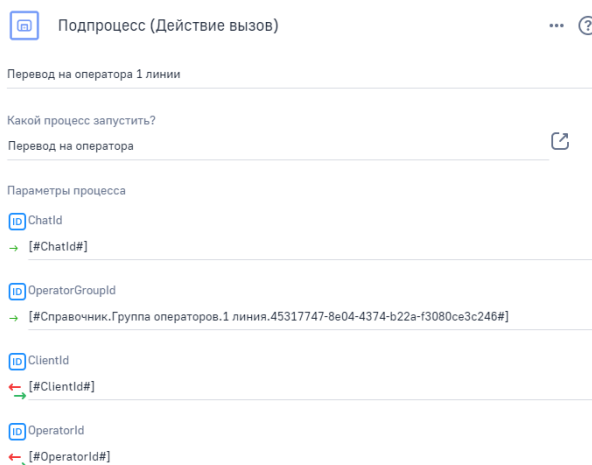 Подпроцесс (Действие вызов)
Перевод на оператора 1 линии
Какой процесс запустить?
Перевод на оператора
Параметры процесса
ID ChatId
[#ChatId#]
ID OperatorGroupId
[#Справочник.Группа операторов.1 линия.45317747-8e04-4374-b22a-f3080ce3c246#]
ID ClientId
[#ClientId#]
ID OperatorId
[#OperatorId#]